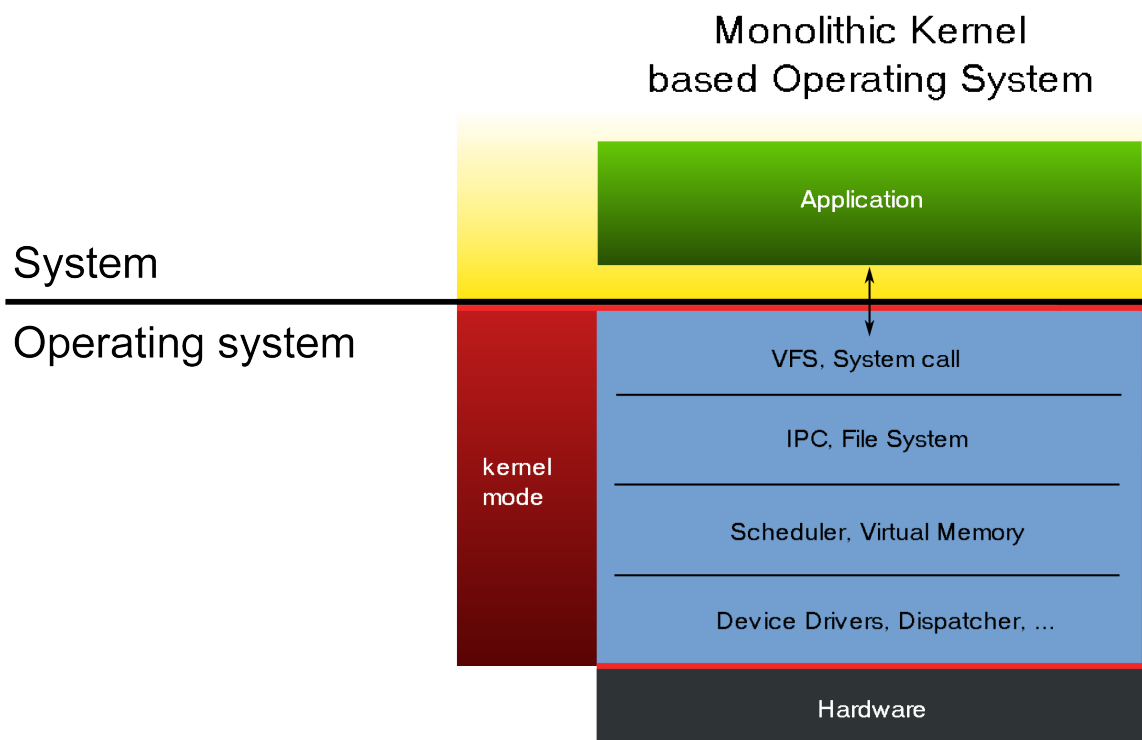 Monolithic Kernel
based Operating System
Application
System
Operating system
VFS, System call
IPC, File System
kernel
mode
Scheduler, Virtual Memory
Device Drivers, Dispatcher, ...
Hardware